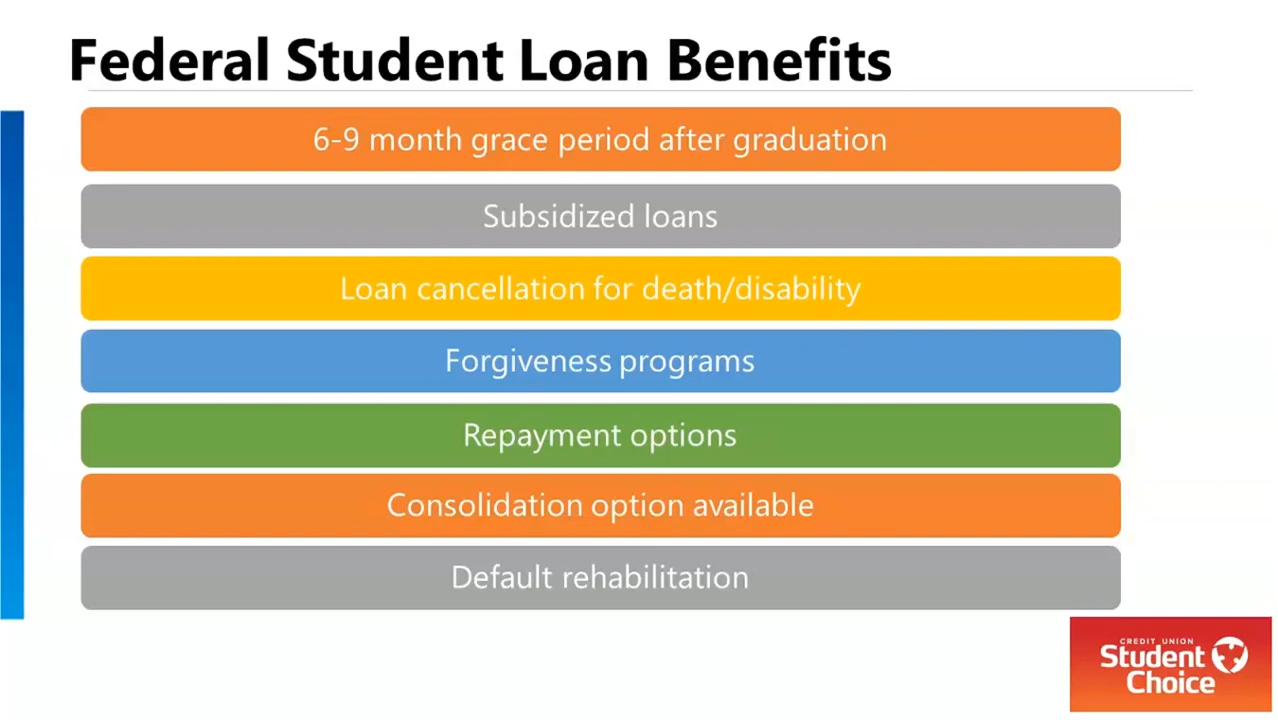 Federal Student Loan Benefits
6-9 month grace period after graduation
Subsidized loans
Loan cancellation for death/disability
Forgiveness programs
Repayment options
Consolidation option available
Default rehabilitation
CREDIT UNION
Student
Choice